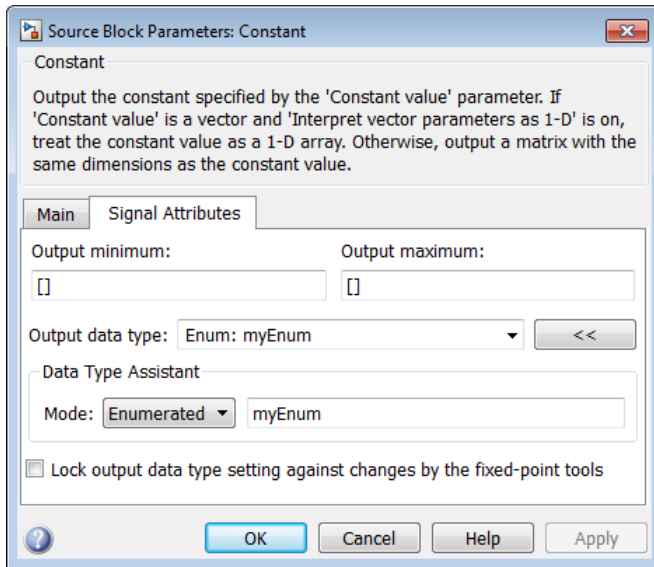 Source Block Parameters: Constant
Constant
Output the constant specified by the 'Constant value' parameter. If
'Constant value' is a vector and 'Interpret vector parameters as 1-D' is on,
treat the constant value as a 1-D array. Otherwise, output a matrix with the
same dimensions as the constant value.
Main Signal Attributes
Output minimum: Output maximum:
[] []
Output data type: Enum: myEnum <<
Data Type Assistant
Mode: Enumerated myEnum
Lock output data type setting against changes by the fixed-point tools
? OK Cancel Help Apply